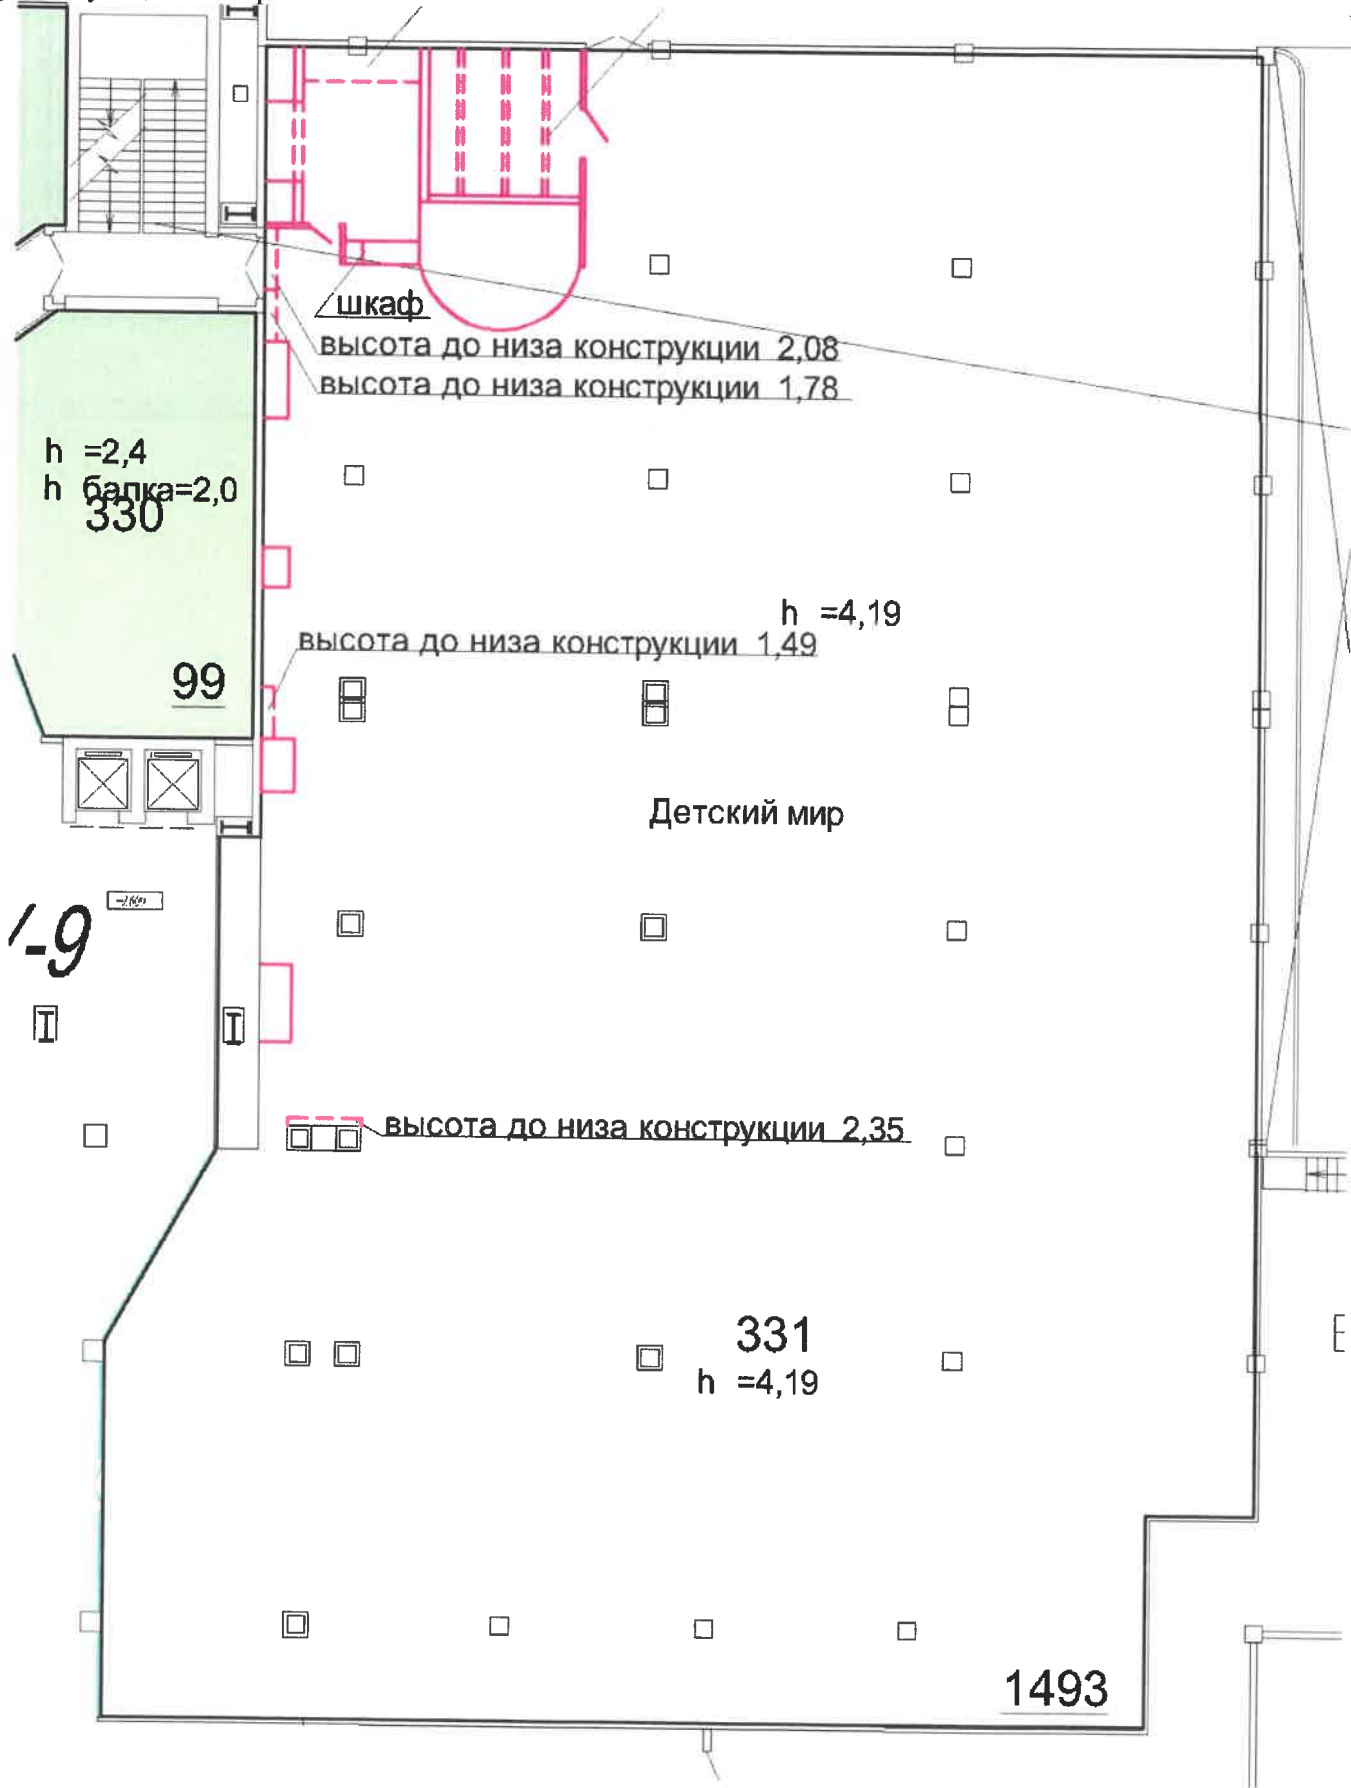 шкаф
высота до низа конструкции 2,08
высота до низа конструкции 1,78
h =2,4
h балка=2,0
330
h =4,19
высота до низа конструкции 1,49
99
Детский мир
-9
высота до низа конструкции 2,35
331
h =4,19
1493